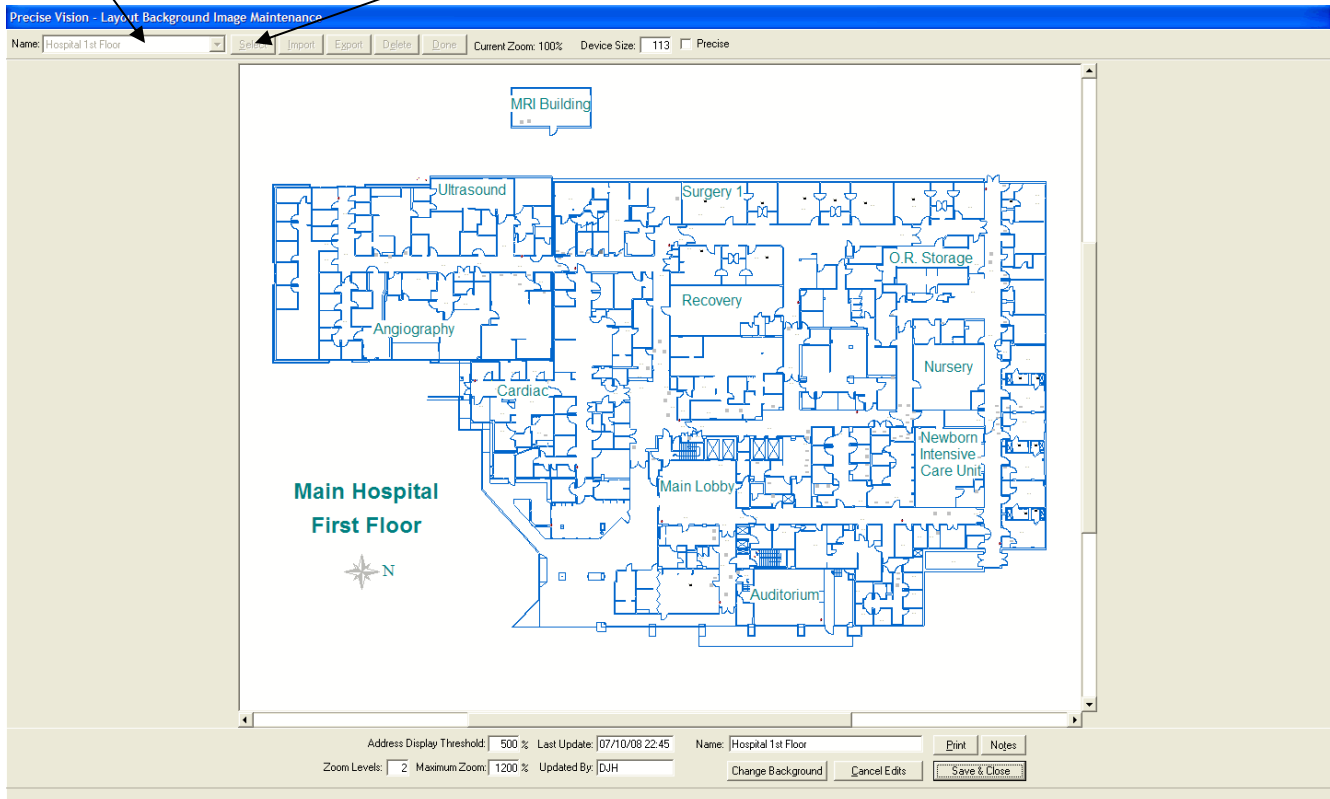 Precise Vision - Layout Background Image Maintenance
Name: Hospital 1st Floor Select Import Export Delete Done Current Zoom: 100% Device Size: 113 Precise
MRI Building
Ultrasound
Surgery 1
O.R. Storage
Recovery
Angiography
Nursery
Cardiac
Newborn
Intensive
Care Unit
Main Lobby
Main Hospital
First Floor
N
Auditorium
Address Display Threshold: 500 % Last Update: 07/10/08 22:45 Name: Hospital 1st Floor Print Notes
Zoom Levels: 2 Maximum Zoom: 1200 % Updated By: DJH Change Background Cancel Edits Save & Close